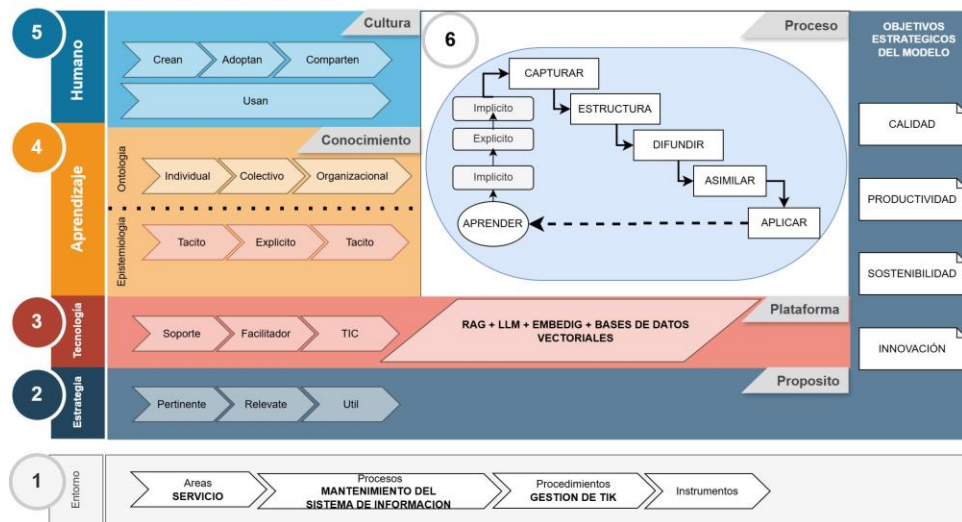 5
Humano
Cultura
Crean
Adoptan
Comparten
Usan
4
Aprendizaje
Conocimiento
Ontologia
Individual
Colectivo
Organizacional
Epistemiologia
Tacito
Explicito
Tacito
6
Proceso
CAPTURAR
ESTRUCTURA
DIFUNDIR
ASIMILAR
APLICAR
Implicito
Explicito
Implicito
APRENDER
3
Tecnología
Plataforma
Soporte
Facilitador
TIC
RAG + LLM + EMBEDIG + BASES DE DATOS
VECTORIALES
2
Estrategia
Proposito
Pertinente
Relevate
Util
OBJETIVOS
ESTRATEGICOS
DEL MODELO
CALIDAD
PRODUCTIVIDAD
SOSTENIBILIDAD
INNOVACIÓN
1
Entorno
Areas
SERVICIO
Procesos
MANTENIMIENTO DEL
SISTEMA DE INFORMACION
Procedimientos
GESTION DE TIK
Instrumentos